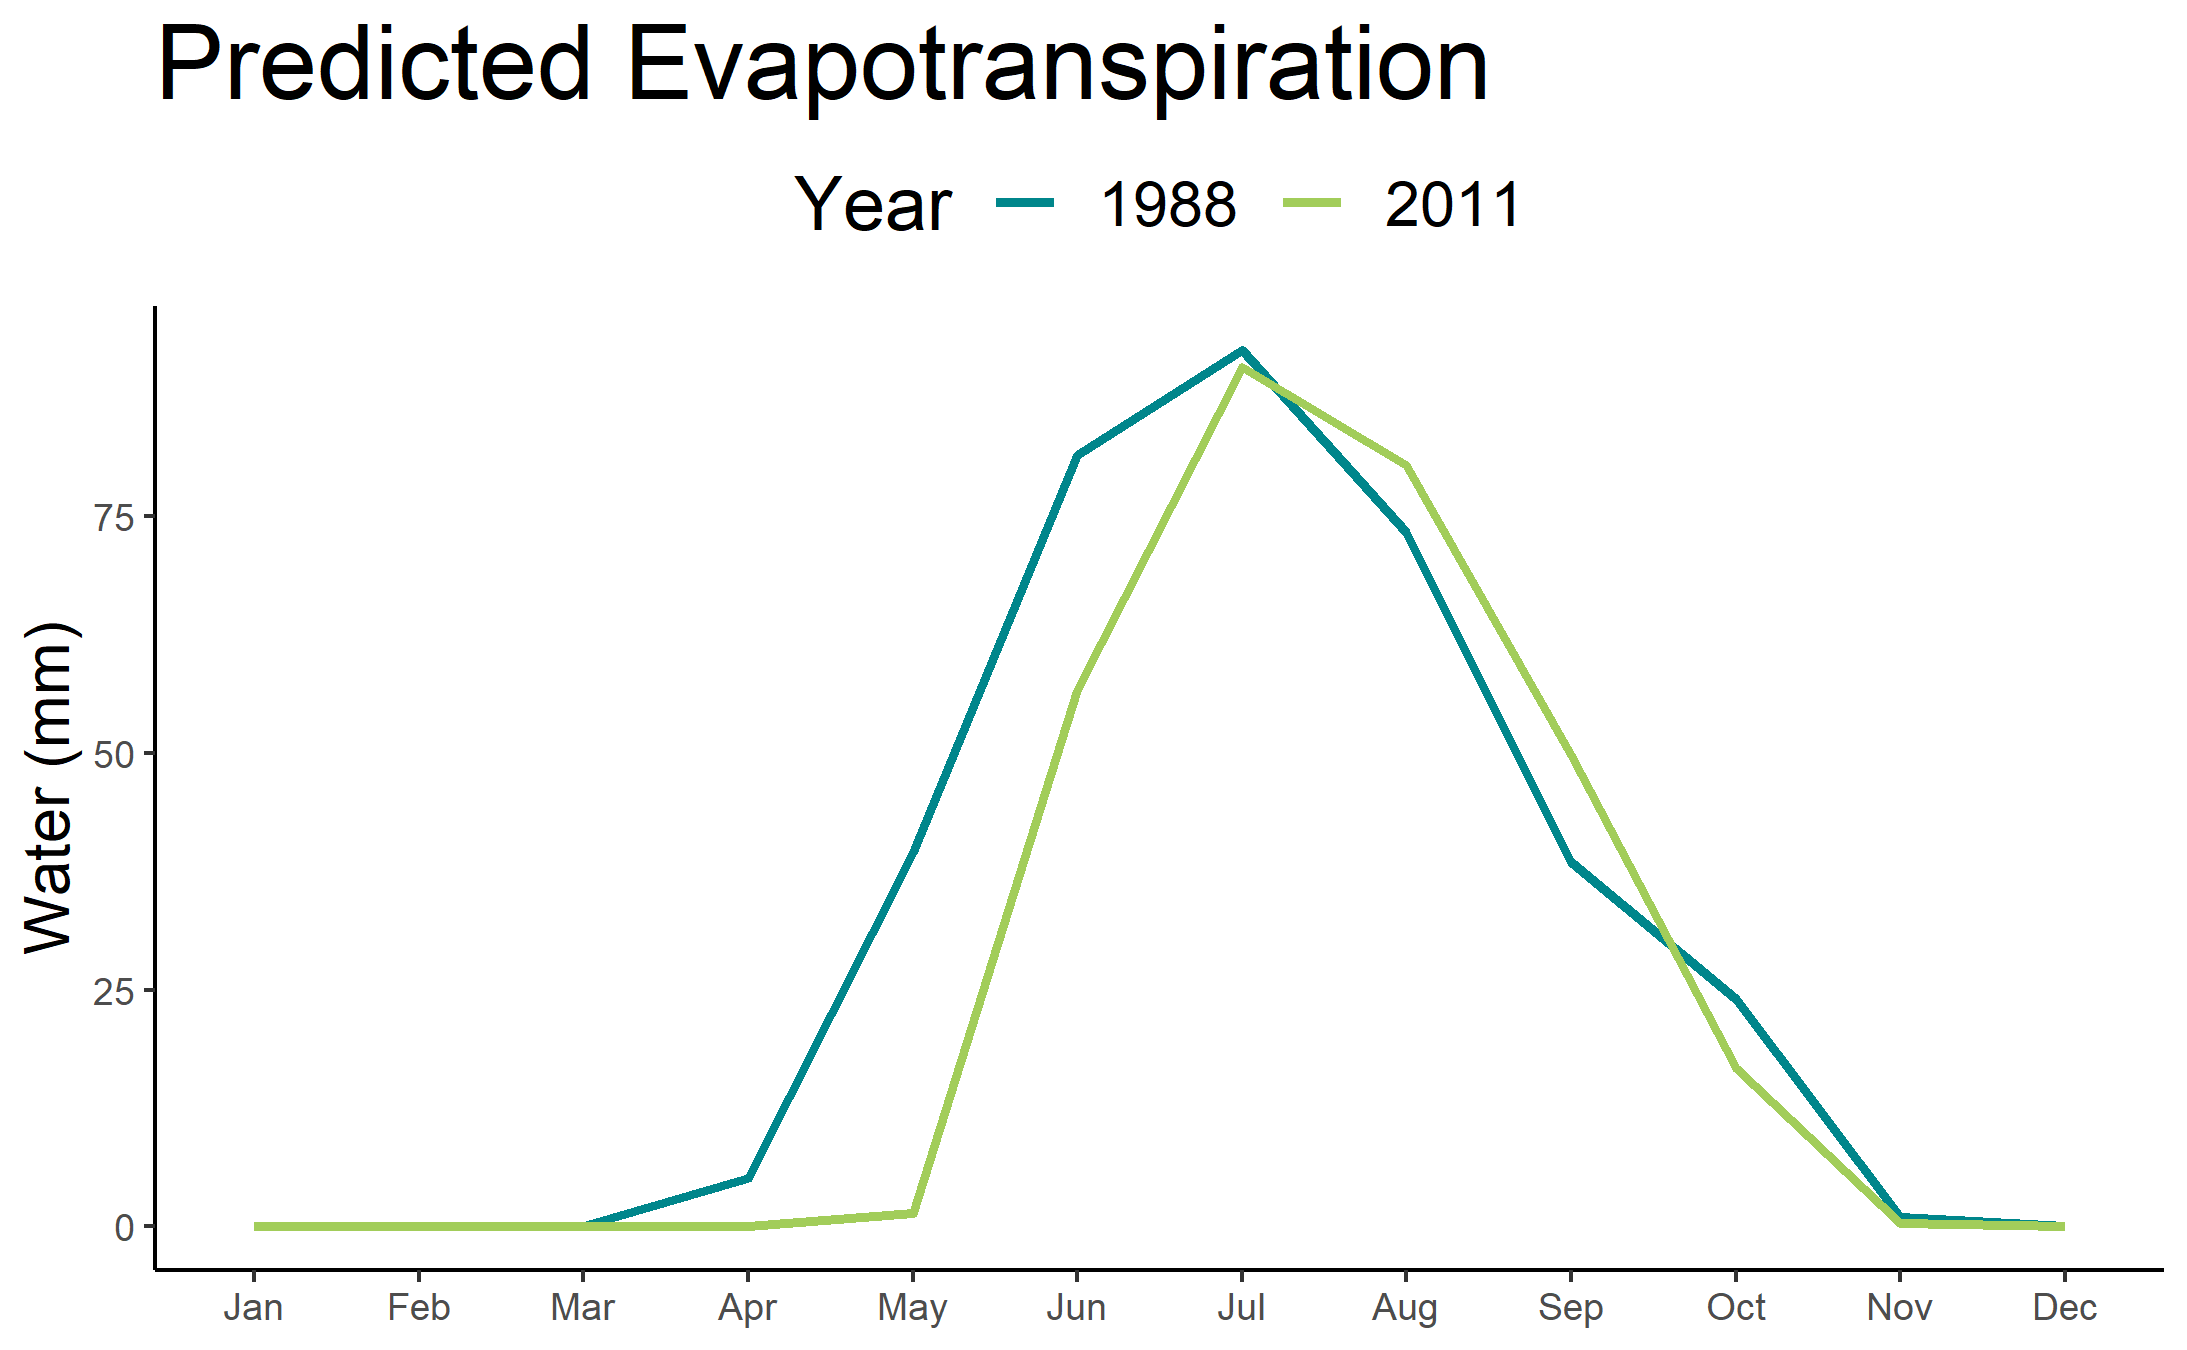 Predicted Evapotranspiration
Year 1988 2011
Water (mm)
75
50
25
0
Jan Feb Mar Apr May Jun Jul Aug Sep Oct Nov Dec